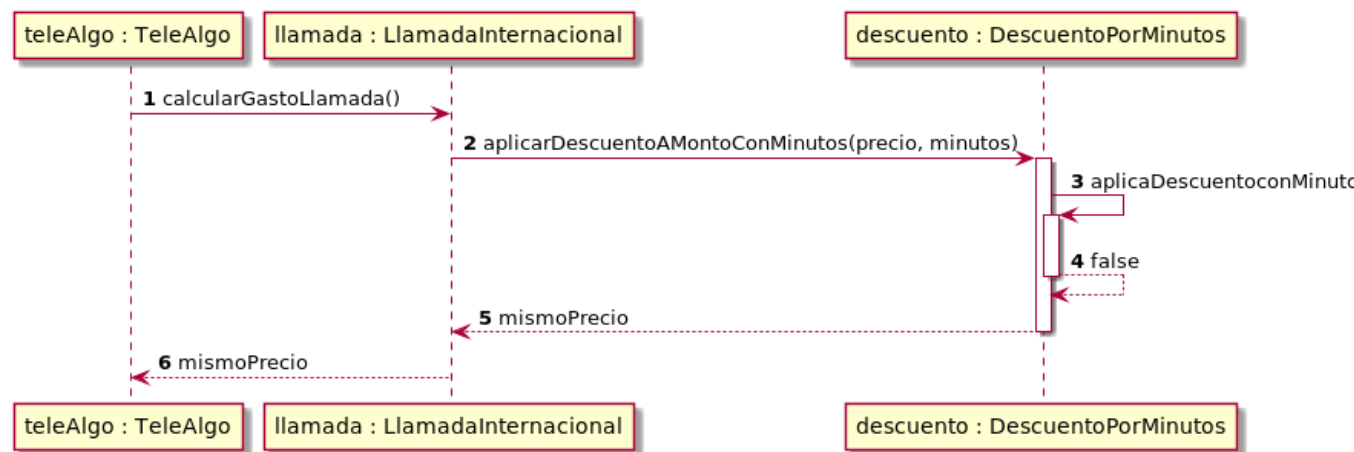 teleAlgo : TeleAlgo
llamada : LlamadaInternacional
descuento : DescuentoPorMinutos
1 calcularGastoLlamada()
2 aplicarDescuentoAMontoConMinutos(precio, minutos)
3 aplicaDescuentoconMinuto
4 false
5 mismoPrecio
6 mismoPrecio
teleAlgo : TeleAlgo
llamada : LlamadaInternacional
descuento : DescuentoPorMinutos